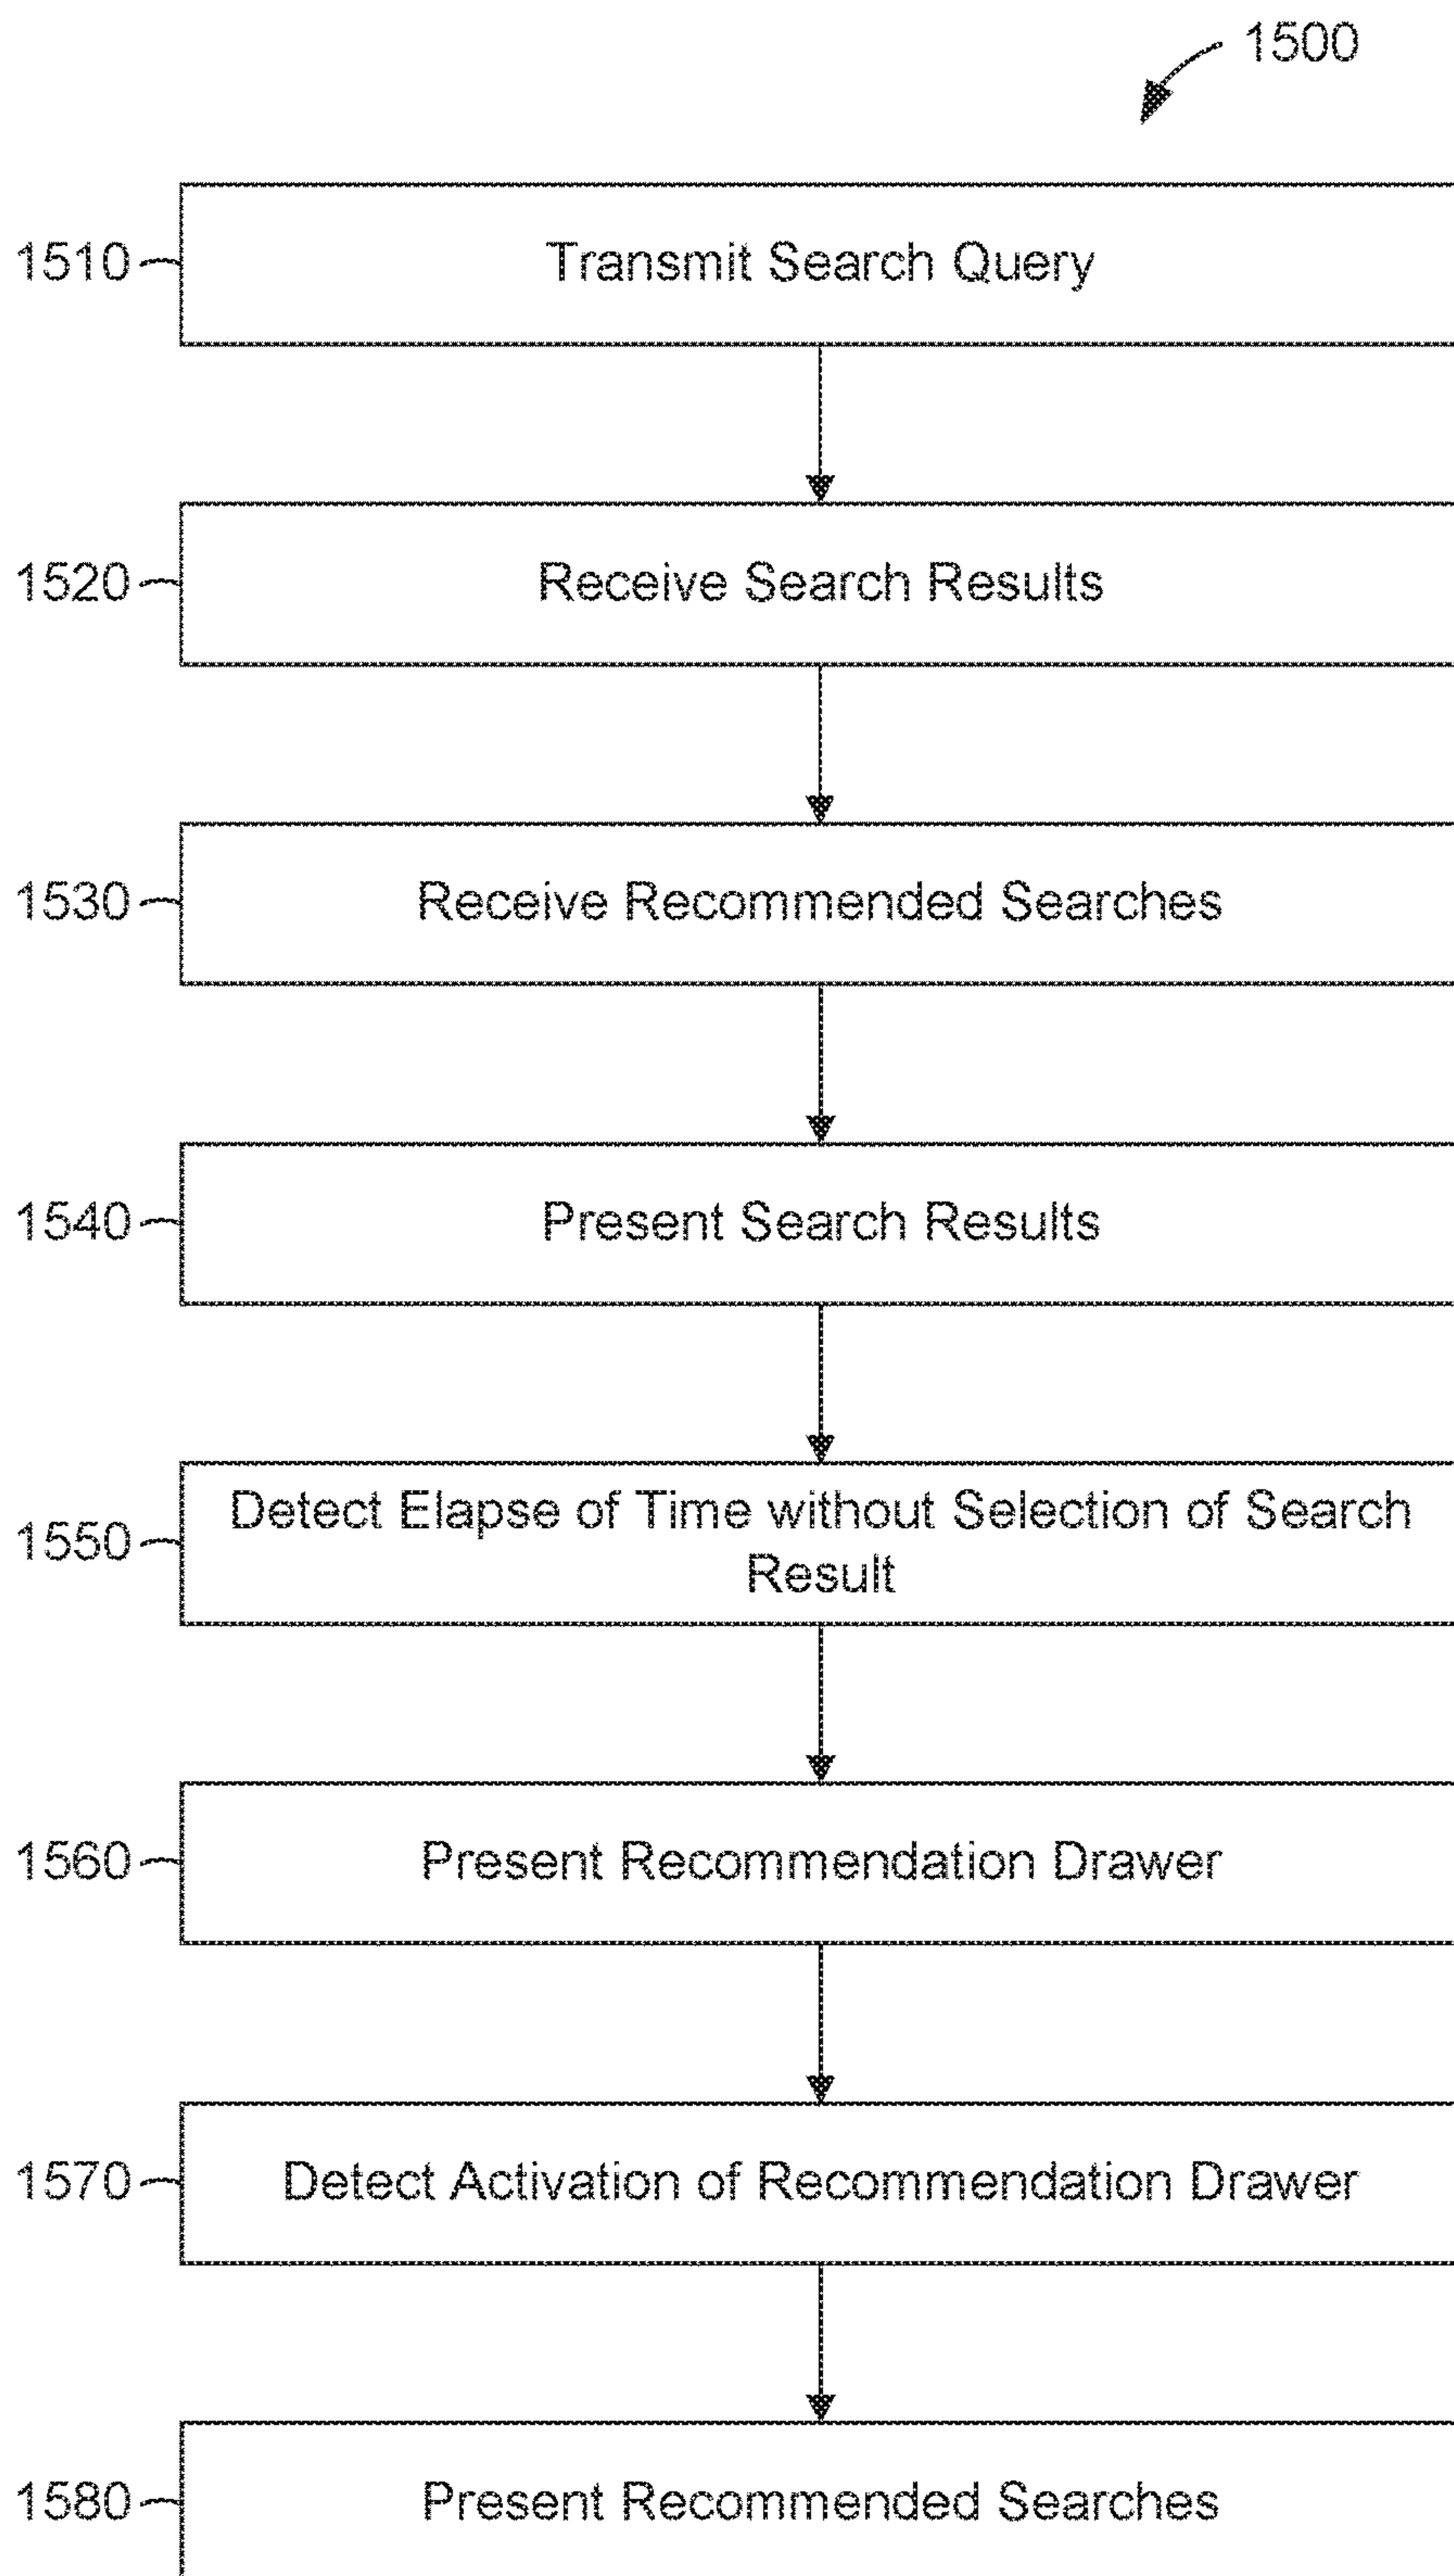 1500
1510
Transmit Search Query
1520
Receive Search Results
1530
Receive Recommended Searches
1540
Present Search Results
1550
Detect Elapse of Time without Selection of Search
Result
1560
Present Recommendation Drawer
1570
Detect Activation of Recommendation Drawer
1580
Present Recommended Searches